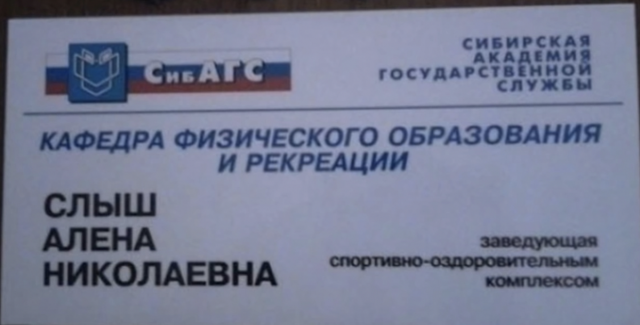 СибАГС
СИБИРСКАЯ
АКАДЕМИЯ
ГОСУДАРСТВЕННОЙ
СЛУЖБЫ
КАФЕДРА ФИЗИЧЕСКОГО ОБРАЗОВАНИЯ
И РЕКРЕАЦИИ
СЛЫШ
АЛЕНА
НИКОЛАЕВНА
заведующая
спортивно-оздоровительным
комплексом